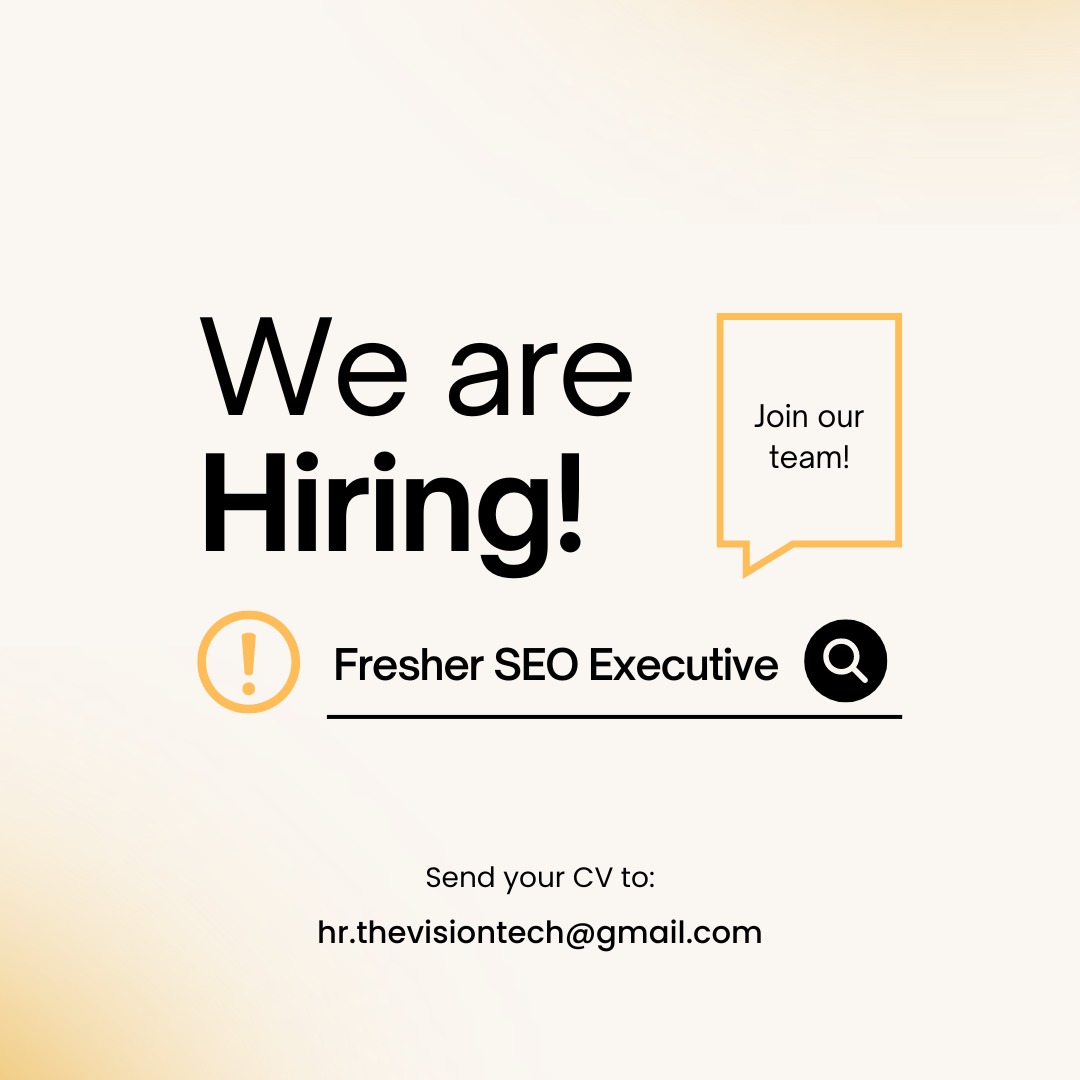 We are
Hiring!
Join our
team!
Fresher SEO Executive
Send your CV to:
hr.thevisiontech@gmail.com